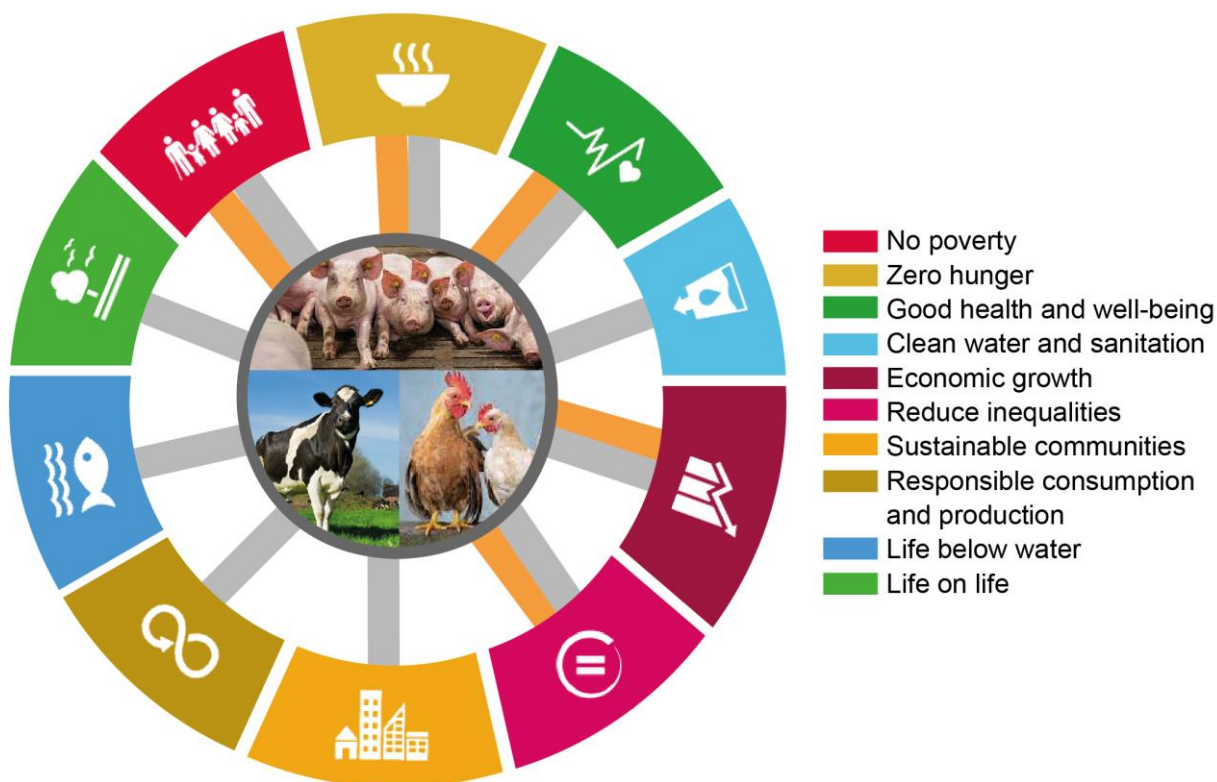 No poverty
Zero hunger
Good health and well-being
Clean water and sanitation
Economic growth
Reduce inequalities
Sustainable communities
Responsible consumption
and production
Life below water
Life on life